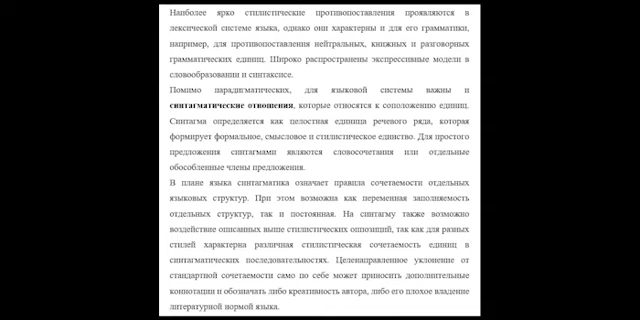 Наиболее ярко стилистические противопоставления проявляются в
лексической системе языка, однако они характерны и для его грамматики,
например, для противопоставления нейтральных, книжных и разговорных
грамматических единиц. Широко распространены экспрессивные модели в
словообразовании и синтаксисе.
Помимо парадигматических, для языковой системы важны и
синтагматические отношения, которые относятся к соположению единиц.
Синтагма определяется как целостная единица речевого ряда, которая
формирует формальное, смысловое и стилистическое единство. Для простого
предложения синтагмами являются словосочетания или отдельные
обособленные члены предложения.
В плане языка синтагматика означает правила сочетаемости отдельных
языковых структур. При этом возможна как переменная заполняемость
отдельных структур, так и постоянная. На синтагму также возможно
воздействие описанных выше стилистических оппозиций, так как для разных
стилей характерна различная стилистическая сочетаемость единиц в
синтагматических последовательностях. Целенаправленное уклонение от
стандартной сочетаемости само по себе может приносить дополнительные
коннотации и обозначать либо креативность автора, либо его плохое владение
литературной нормой языка.